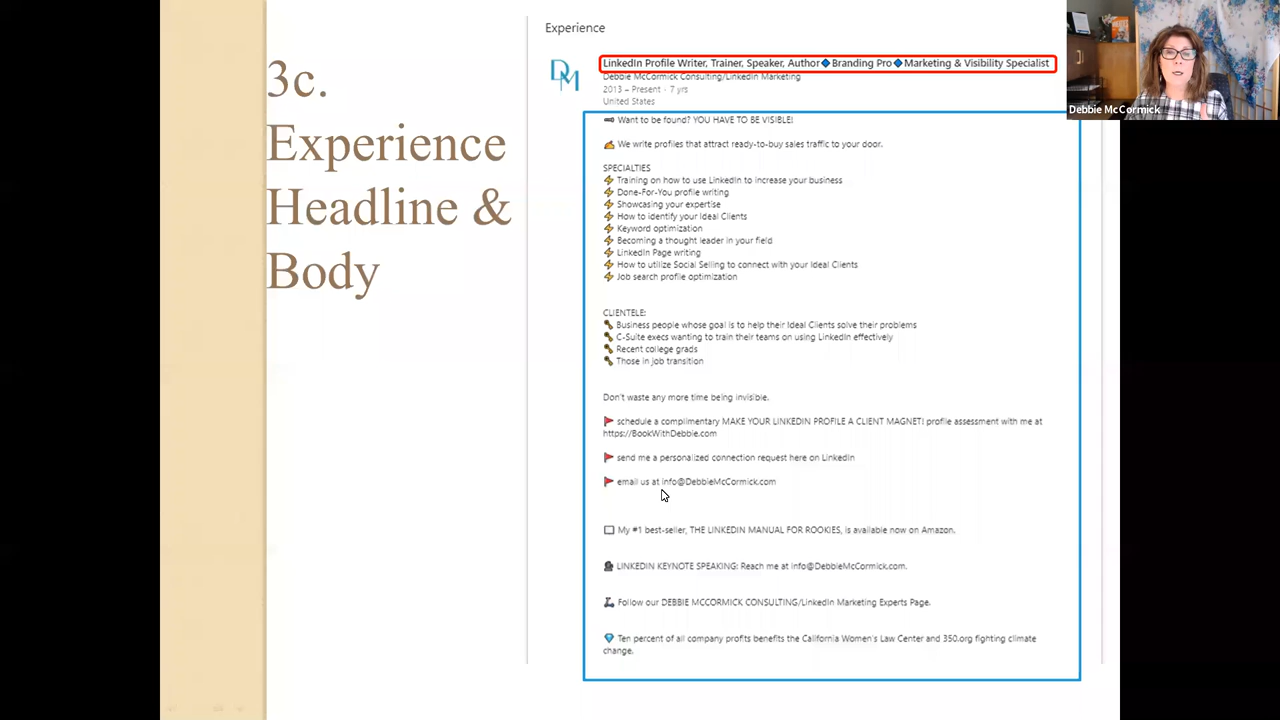 3c.
Experience
Headline &
Body
Experience
DM
LinkedIn Profile Writer, Trainer, Speaker, Author🔷Branding Pro🔷Marketing & Visibility Specialist
Debbie McCormick Consulting/LinkedIn Marketing
2013 – Present · 7 yrs
United States
Want to be found? YOU HAVE TO BE VISIBLE!
✍ We write profiles that attract ready-to-buy sales traffic to your door.
SPECIALTIES
⚡ Training on how to use LinkedIn to increase your business
⚡ Done-For-You profile writing
⚡ Showcasing your expertise
⚡ How to identify your Ideal Clients
⚡ Keyword optimization
⚡ Becoming a thought leader in your field
⚡ LinkedIn Page writing
⚡ How to utilize Social Selling to connect with your Ideal Clients
⚡ Job search profile optimization
CLIENTELE:
Business people whose goal is to help their Ideal Clients solve their problems
C-Suite execs wanting to train their teams on using LinkedIn effectively
Recent college grads
Those in job transition
Don't waste any more time being invisible.
🚩 schedule a complimentary MAKE YOUR LINKEDIN PROFILE A CLIENT MAGNET! profile assessment with me at
https://BookWithDebbie.com
🚩 send me a personalized connection request here on LinkedIn
🚩 email us at info@DebbieMcCormick.com
My #1 best-seller, THE LINKEDIN MANUAL FOR ROOKIES, is available now on Amazon.
LINKEDIN KEYNOTE SPEAKING: Reach me at info@DebbieMcCormick.com.
Follow our DEBBIE MCCORMICK CONSULTING/LinkedIn Marketing Experts Page.
💎 Ten percent of all company profits benefits the California Women's Law Center and 350.org fighting climate
change.
Debbie McCormick